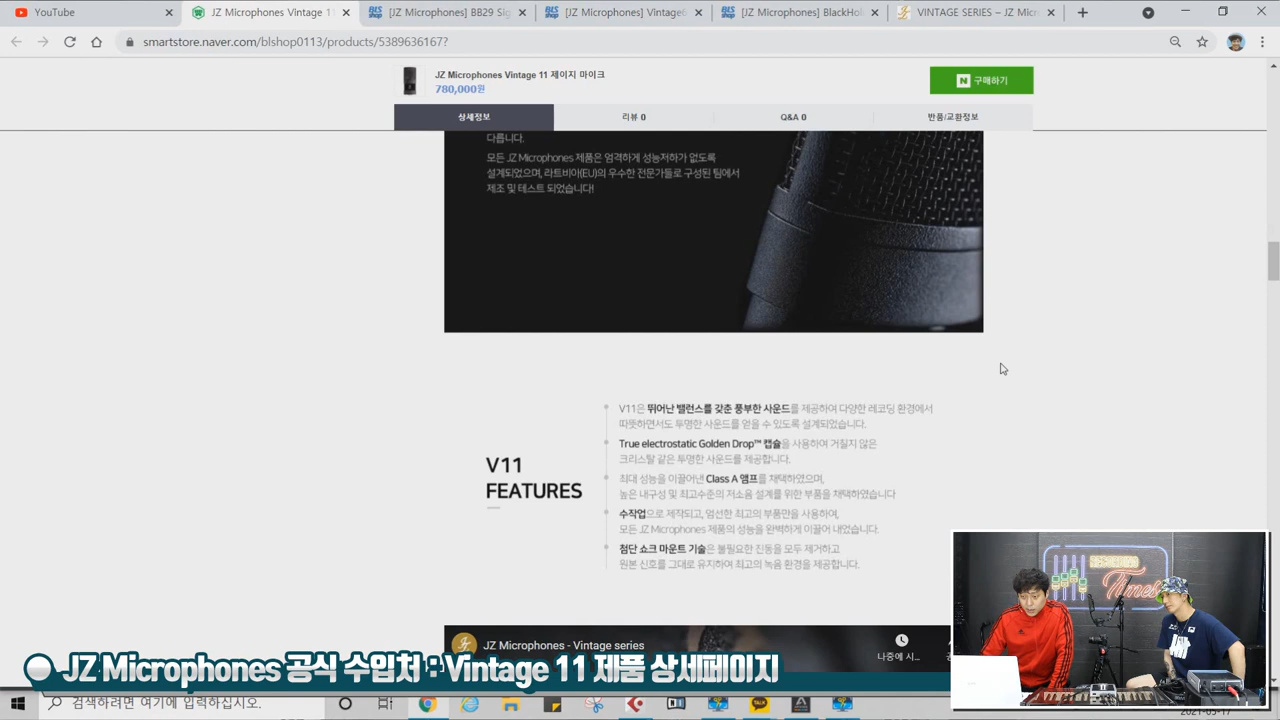 YouTube
JZ Microphones Vintage 1
[JZ Microphones] BB29 Sig
[JZ Microphones] Vintage6
[JZ Microphones] BlackHol
VINTAGE SERIES – JZ Micr
smartstore.naver.com/blshop0113/products/5389636167?
JZ Microphones Vintage 11 제이지 마이크
780,000원
N 구매하기
상세정보
리뷰 0
Q&A 0
반품/교환정보
다릅니다.
모든 JZ Microphones 제품은 엄격하게 성능저하가 없도록
설계되었으며, 라트비아(EU)의 우수한 전문가들로 구성된 팀에서
제조 및 테스트 되었습니다!
V11
FEATURES
V11은 뛰어난 밸런스를 갖춘 풍부한 사운드를 제공하여 다양한 레코딩 환경에서
따뜻하면서도 투명한 사운드를 얻을 수 있도록 설계되었습니다.
True electrostatic Golden Drop™ 캡슐을 사용하여 거칠지 않은
크리스탈 같은 투명한 사운드를 제공합니다.
최대 성능을 이끌어낸 Class A 앰프를 채택하였으며,
높은 내구성 및 최고수준의 저소음 설계를 위한 부품을 채택하였습니다
수작업으로 제작되고, 엄선한 최고의 부품만을 사용하여,
모든 JZ Microphones 제품의 성능을 완벽하게 이끌어 내었습니다.
첨단 쇼크 마운트 기술은 불필요한 진동을 모두 제거하고
원본 신호를 그대로 유지하며 최고의 녹음 환경을 제공합니다.
JZ Microphones - Vintage series
나중에 시...
Times
JZ Microphones 공식 수입처 : Vintage 11 제품 상세페이지
검색하려면 여기에 입력하십시오.
TALK
2021-03-17